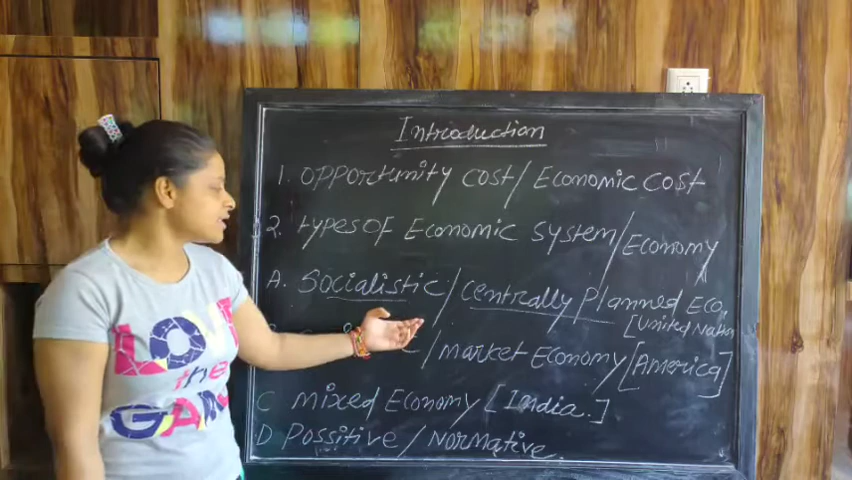 Introduction
1. Opportunity cost/Economic cost
2. types of Economic system/Economy
A. Socialistic/centrally Planned Eco.
[United Nation
/market Economy [America]
C mixed Economy [India.]
D Possitive/Normative.
LOVE
the
GAME